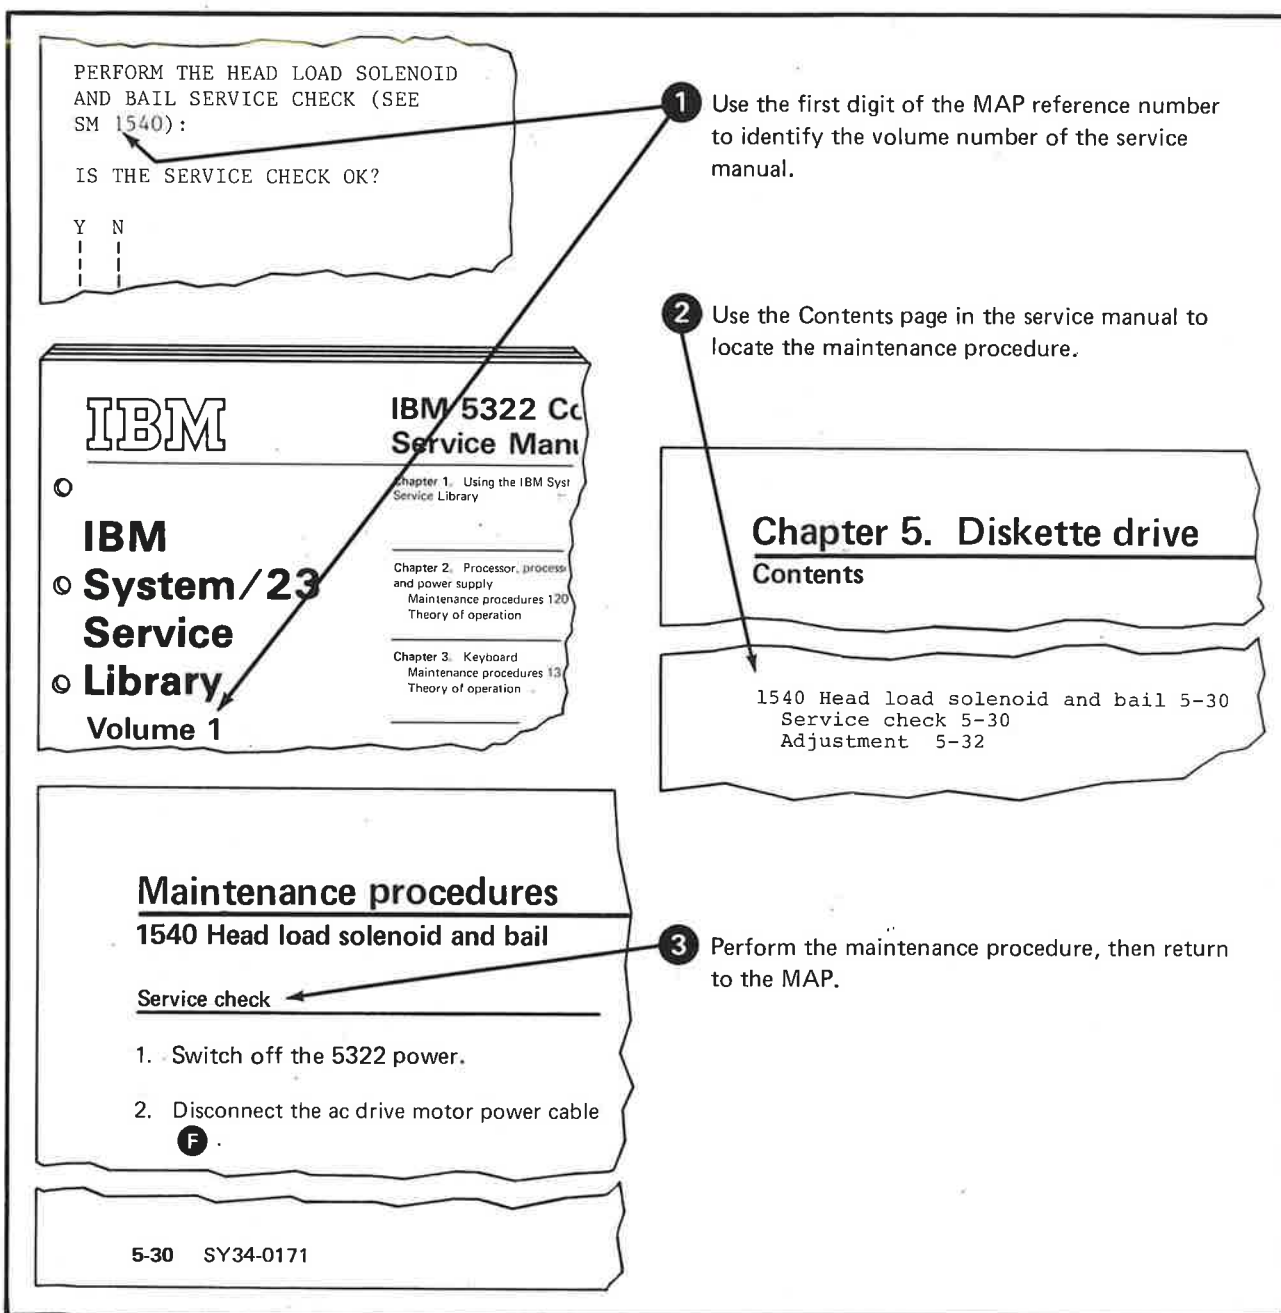 PERFORM THE HEAD LOAD SOLENOID
AND BAIL SERVICE CHECK (SEE
SM 1540):
IS THE SERVICE CHECK OK?
Y N
1 Use the first digit of the MAP reference number
to identify the volume number of the service
manual.
2 Use the Contents page in the service manual to
locate the maintenance procedure.
IBM
IBM
System/23
Service
Library
Volume 1
IBM 5322 Co
Service Manu
Chapter 1. Using the IBM Syst
Service Library
Chapter 2. Processor, process
and power supply
Maintenance procedures 120
Theory of operation
Chapter 3. Keyboard
Maintenance procedures 13
Theory of operation
Chapter 5. Diskette drive
Contents
1540 Head load solenoid and bail 5-30
Service check 5-30
Adjustment 5-32
Maintenance procedures
1540 Head load solenoid and bail
Service check
1. Switch off the 5322 power.
2. Disconnect the ac drive motor power cable
F .
3 Perform the maintenance procedure, then return
to the MAP.
5-30 SY34-0171